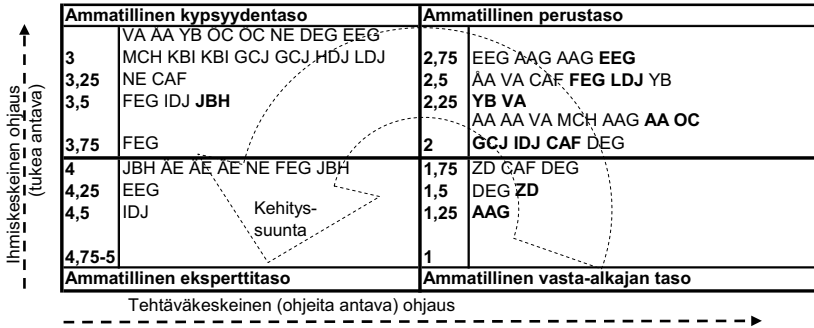 Ammatillinen kypsyydentaso Ammatillinen perustaso
VA AA YB OC OC NE DEG EEG
3 MCH KBI KBI GCJ GCJ HDJ LDJ 2,75 EEG AAG AAG EEG
3,25 NE CAF 2,5 ÅA VA CAF FEG LDJ YB
3,5 FEG IDJ JBH 2,25 YB VA
AA AA VA MCH AAG AA OC
3,75 FEG 2 GCJ IDJ CAF DEG
4 JBH AE AE AE NE FEG JBH 1,75 ZD CAF DEG
4,25 EEG 1,5 DEG ZD
4,5 IDJ 1,25 AAG
Kehitys-
suunta
4,75-5 1
Ammatillinen eksperttitaso Ammatillinen vasta-alkajan taso
Ihmiskeskeinen ohjaus
(tukea antava)
Tehtäväkeskeinen (ohjeita antava) ohjaus